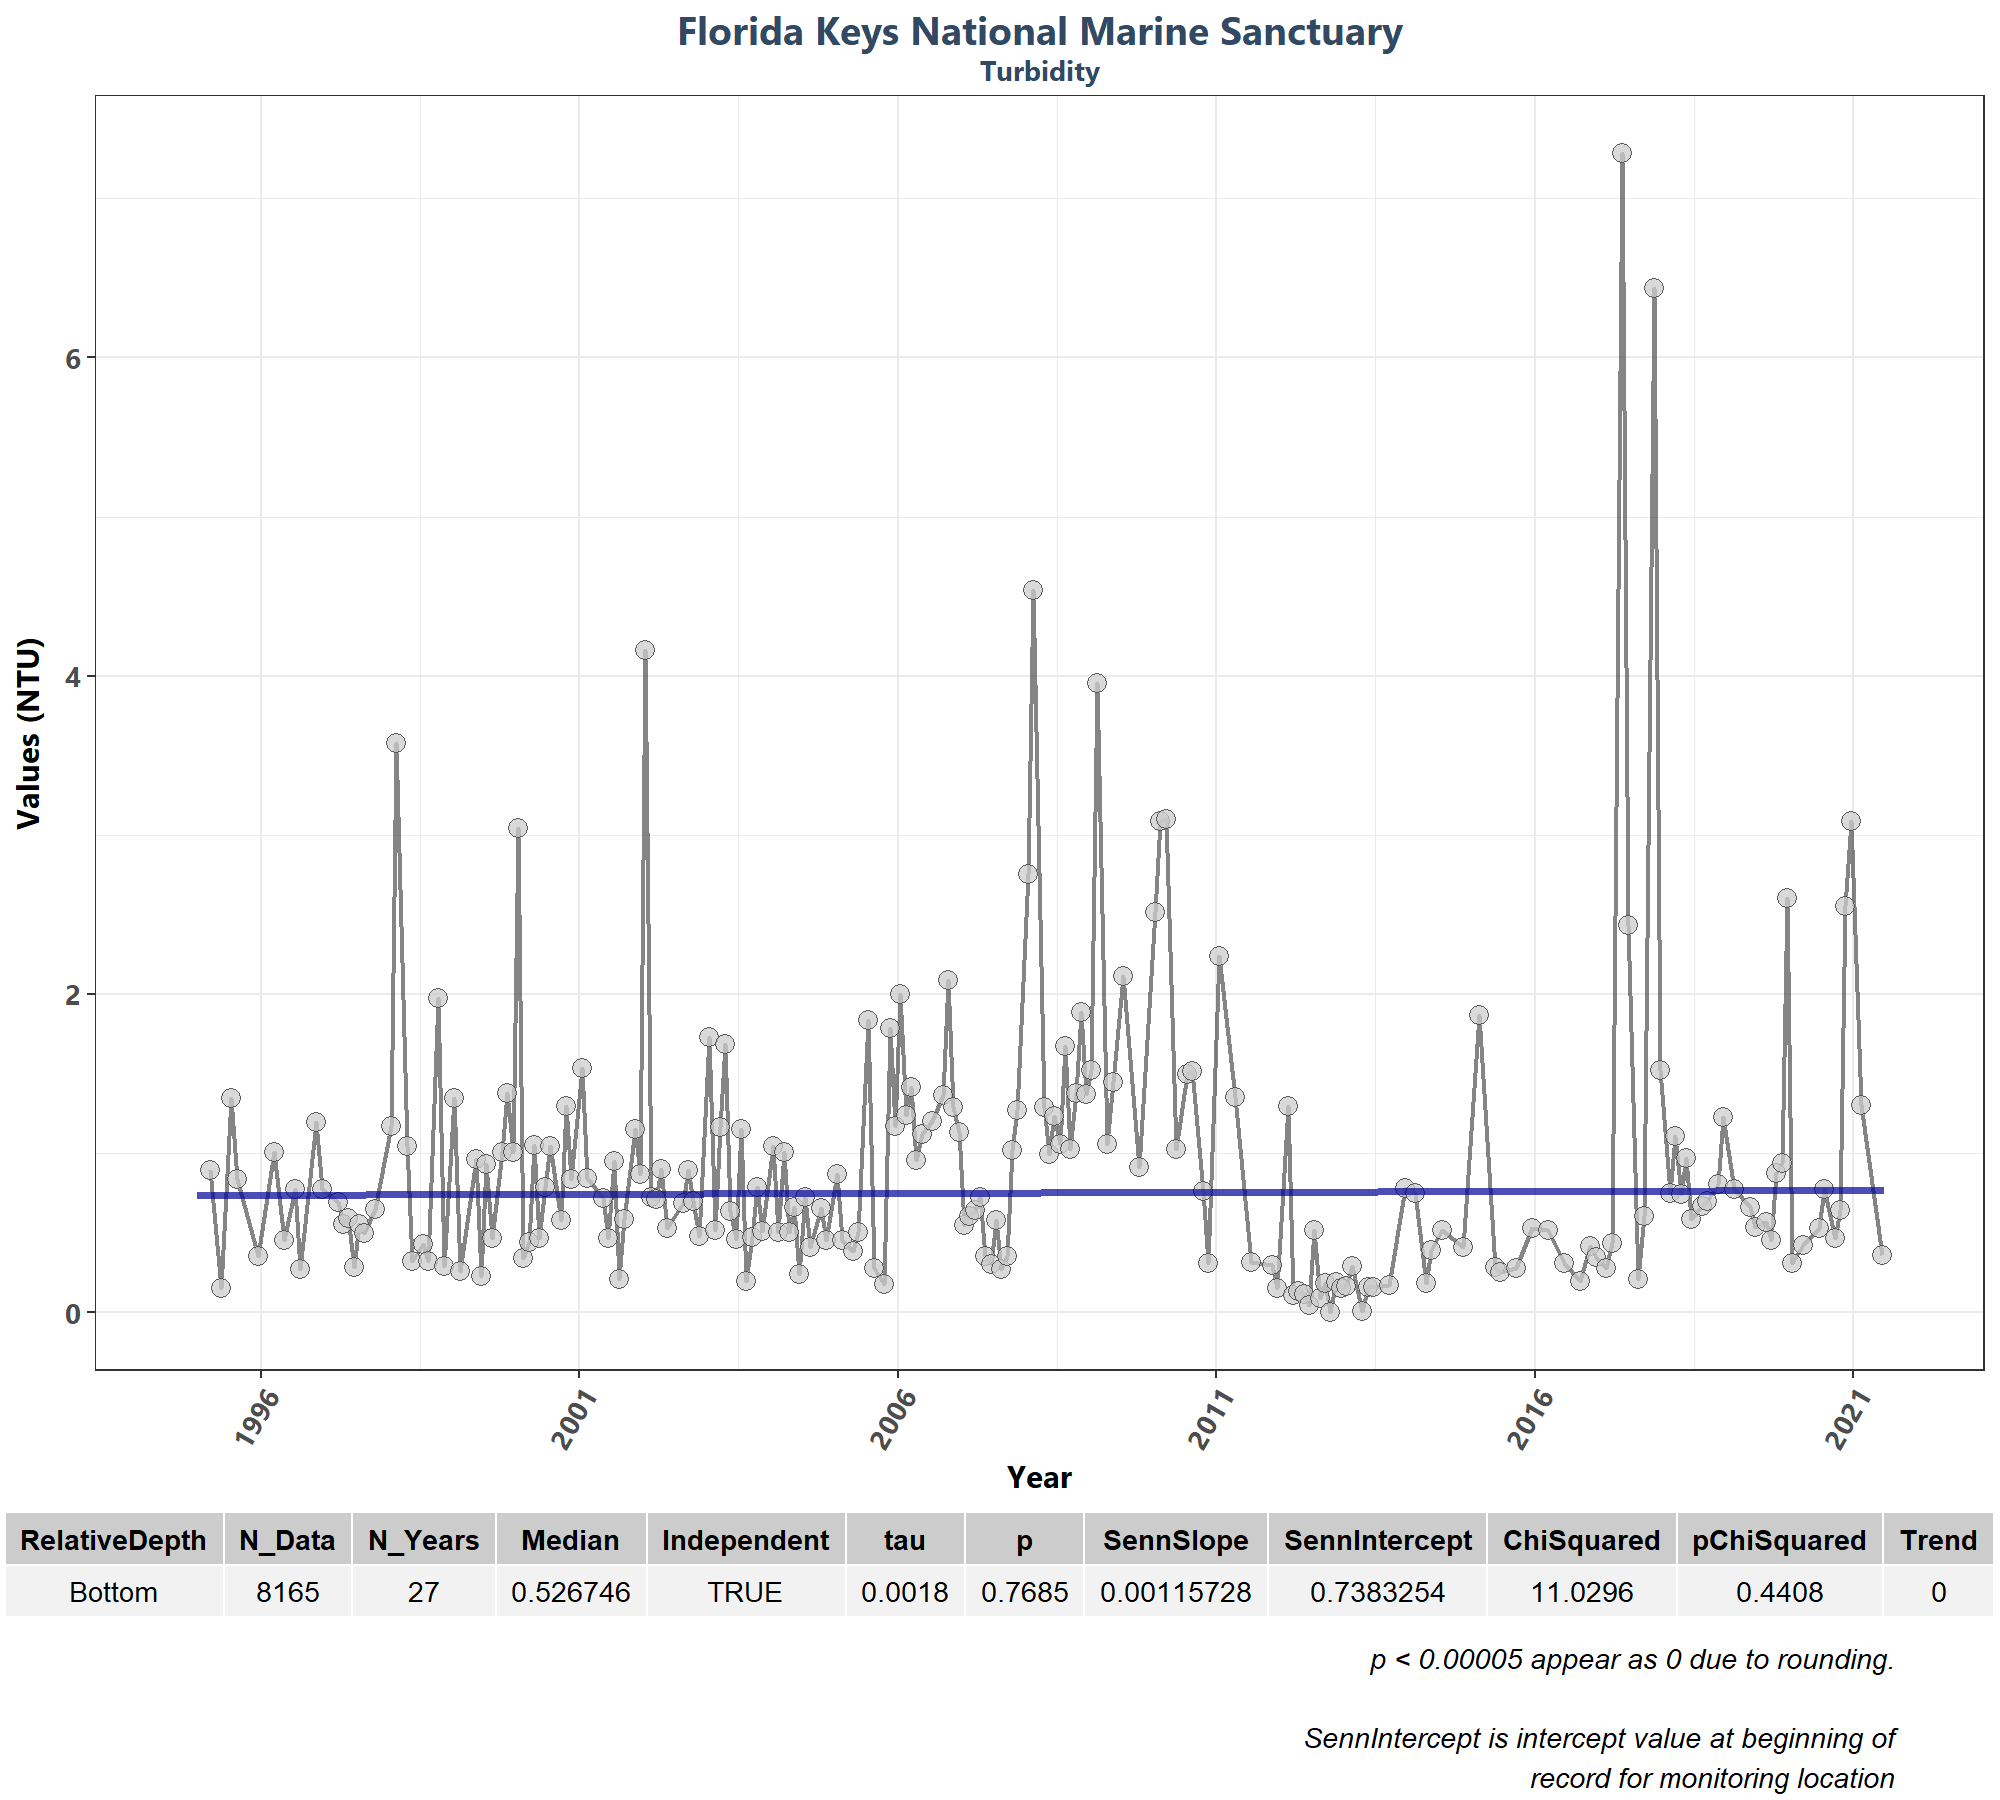 Florida Keys National Marine Sanctuary
Turbidity
Values (NTU)
6
4
2
0
1996
2001
2006
2011
2016
2021
Year
RelativeDepth N_Data N_Years Median Independent tau p SennSlope SennIntercept ChiSquared pChiSquared Trend
Bottom 8165 27 0.526746 TRUE 0.0018 0.7685 0.00115728 0.7383254 11.0296 0.4408 0
p < 0.00005 appear as 0 due to rounding.
SennIntercept is intercept value at beginning of
record for monitoring location